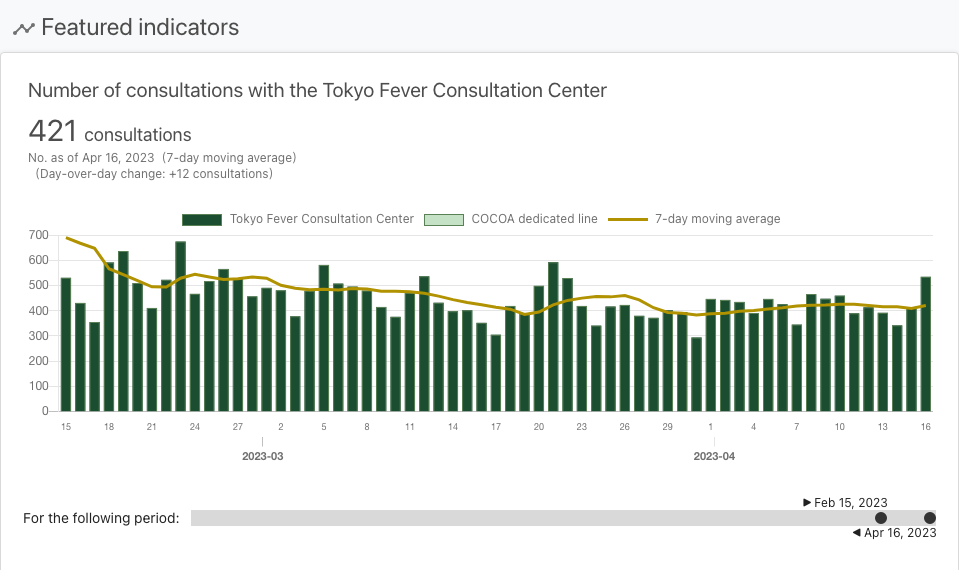 Featured indicators
Number of consultations with the Tokyo Fever Consultation Center
421 consultations
No. as of Apr 16, 2023 (7-day moving average)
(Day-over-day change: +12 consultations)
Tokyo Fever Consultation Center COCOA dedicated line 7-day moving average
700
600
500
400
300
200
100
0
15 18 21 24 27 2 5 8 11 14 17 20 23 26 29 1 4 7 10 13 16
2023-03 2023-04
▶ Feb 15, 2023
For the following period:
◀ Apr 16, 2023